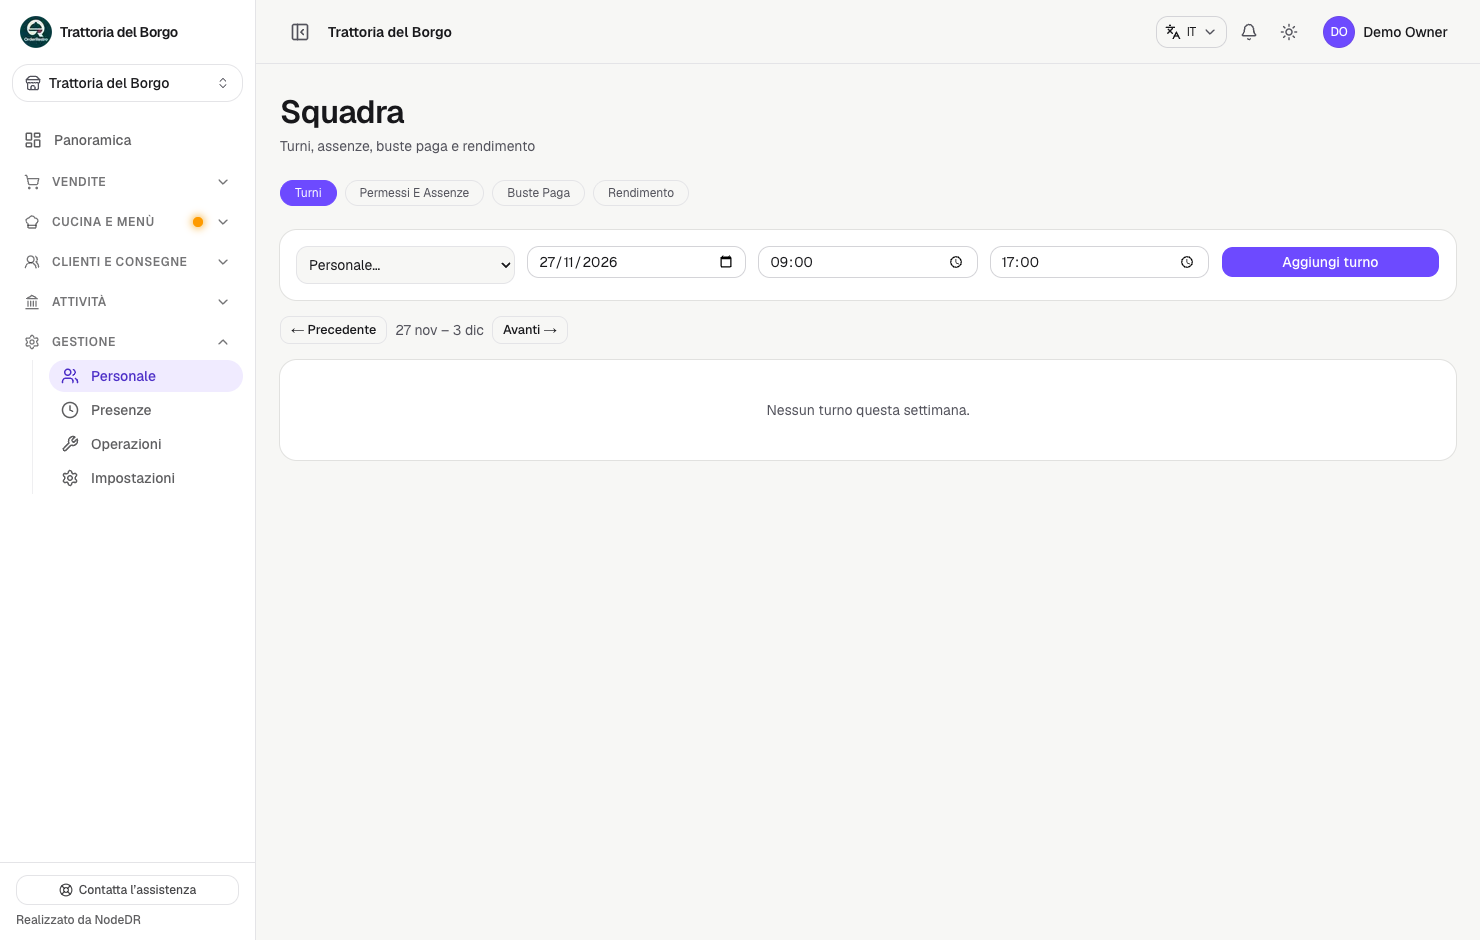 Trattoria del Borgo
Trattoria del Borgo
Panoramica
VENDITE
CUCINA E MENÙ
CLIENTI E CONSEGNE
ATTIVITÀ
GESTIONE
Personale
Presenze
Operazioni
Impostazioni
Contatta l'assistenza
Realizzato da NodeDR
Trattoria del Borgo
IT
DO
Demo Owner
Squadra
Turni, assenze, buste paga e rendimento
Turni
Permessi E Assenze
Buste Paga
Rendimento
Personale...
27/11/2026
09:00
17:00
Aggiungi turno
← Precedente
27 nov – 3 dic
Avanti →
Nessun turno questa settimana.